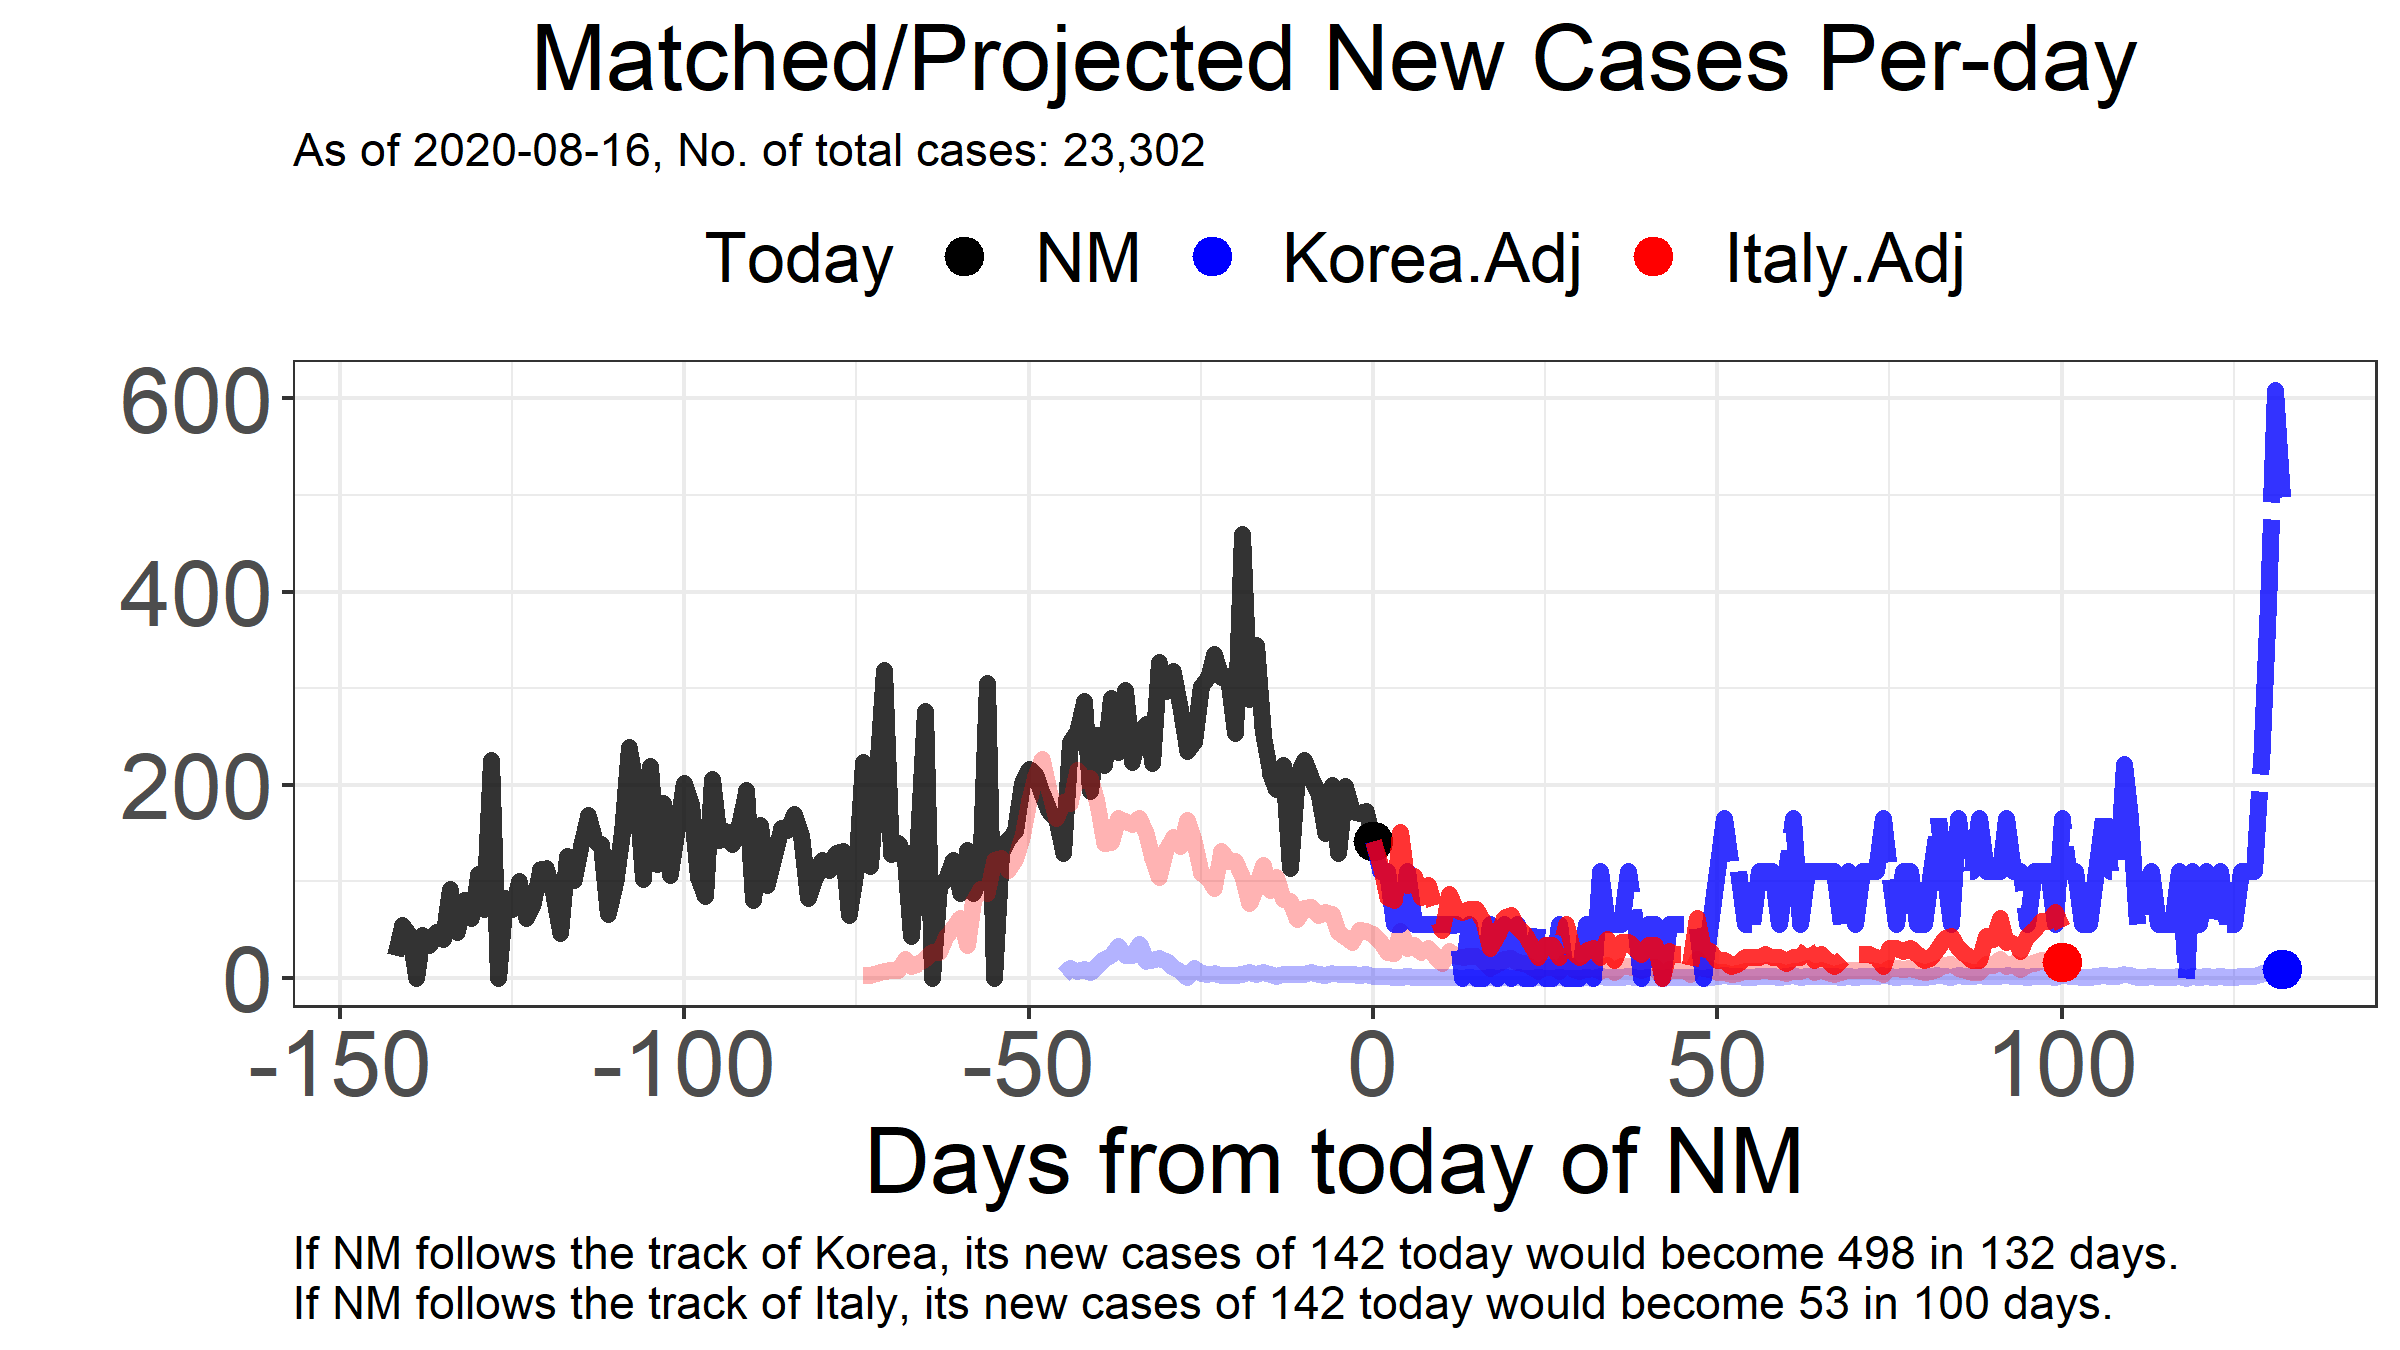 Matched/Projected New Cases Per-day
As of 2020-08-16, No. of total cases: 23,302
Today NM Korea.Adj Italy.Adj
600
400
200
0
-150 -100 -50 0 50 100
Days from today of NM
If NM follows the track of Korea, its new cases of 142 today would become 498 in 132 days.
If NM follows the track of Italy, its new cases of 142 today would become 53 in 100 days.